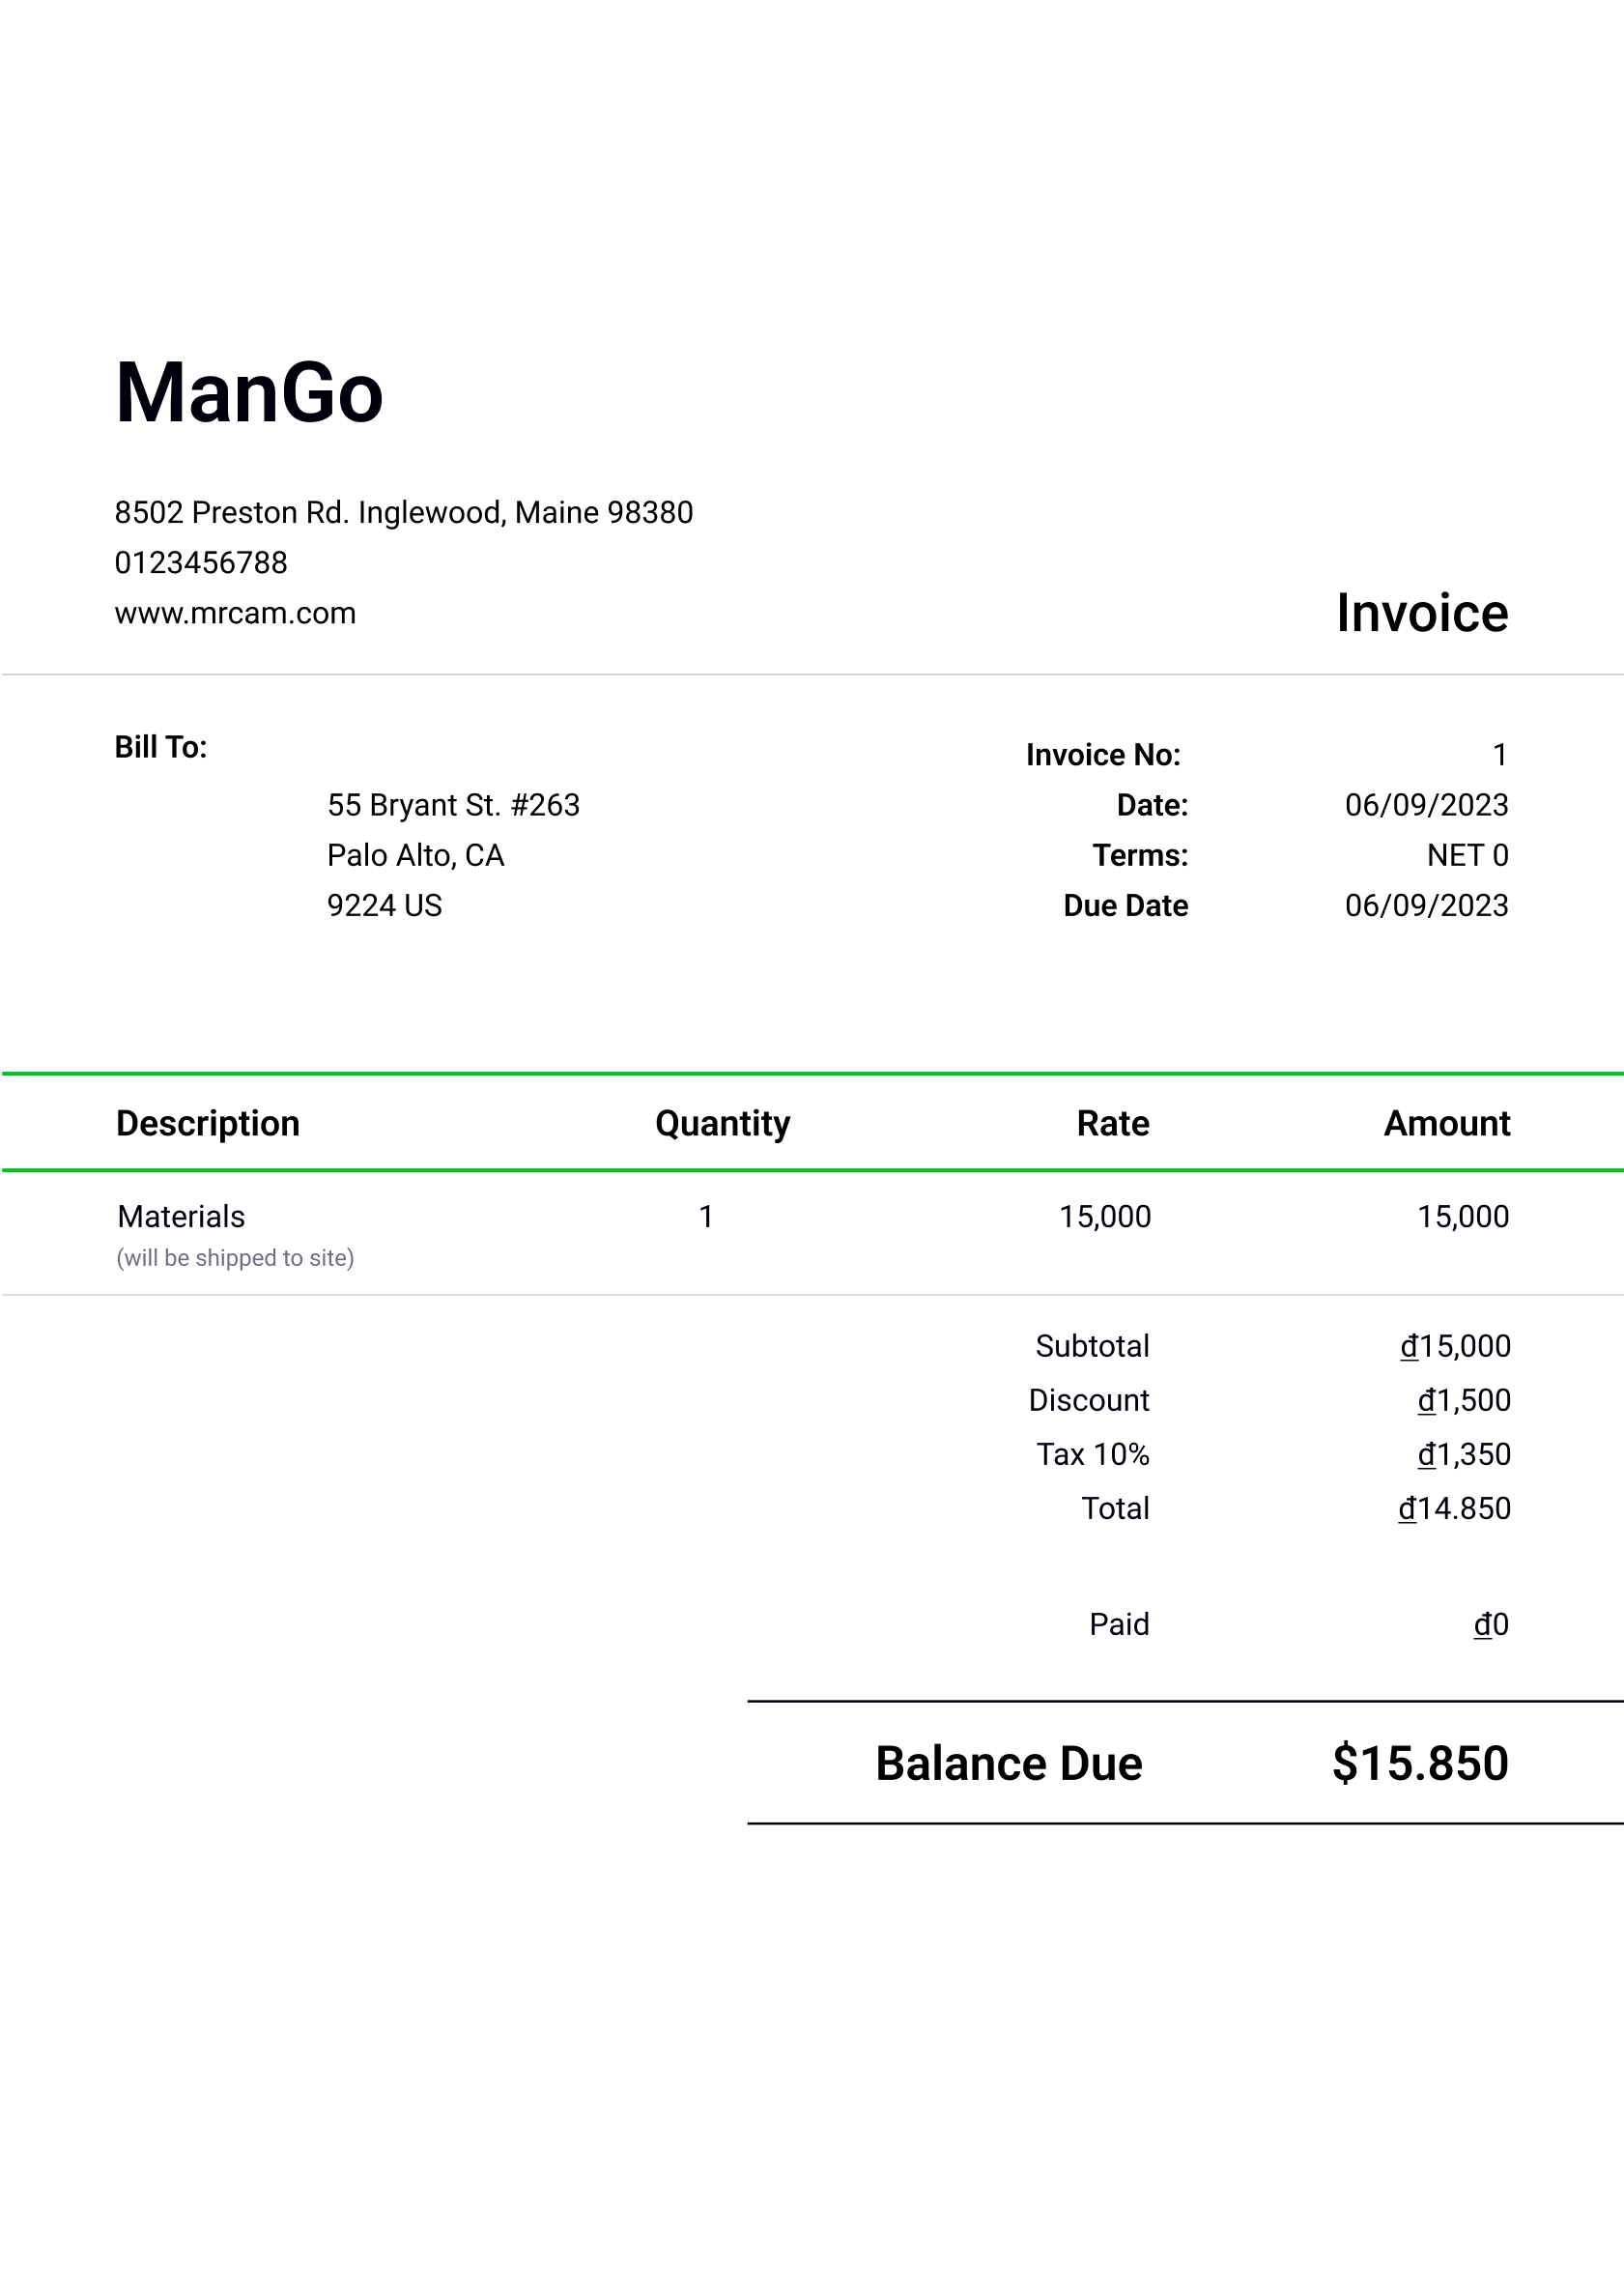 ManGo
8502 Preston Rd. Inglewood, Maine 98380
0123456788
www.mrcam.com
Invoice
Bill To:
55 Bryant St. #263
Palo Alto, CA
9224 US
Invoice No: 1
Date: 06/09/2023
Terms: NET 0
Due Date 06/09/2023
Description Quantity Rate Amount
Materials 1 15,000 15,000
(will be shipped to site)
Subtotal ₫15,000
Discount ₫1,500
Tax 10% ₫1,350
Total ₫14.850
Paid ₫0
Balance Due $15.850